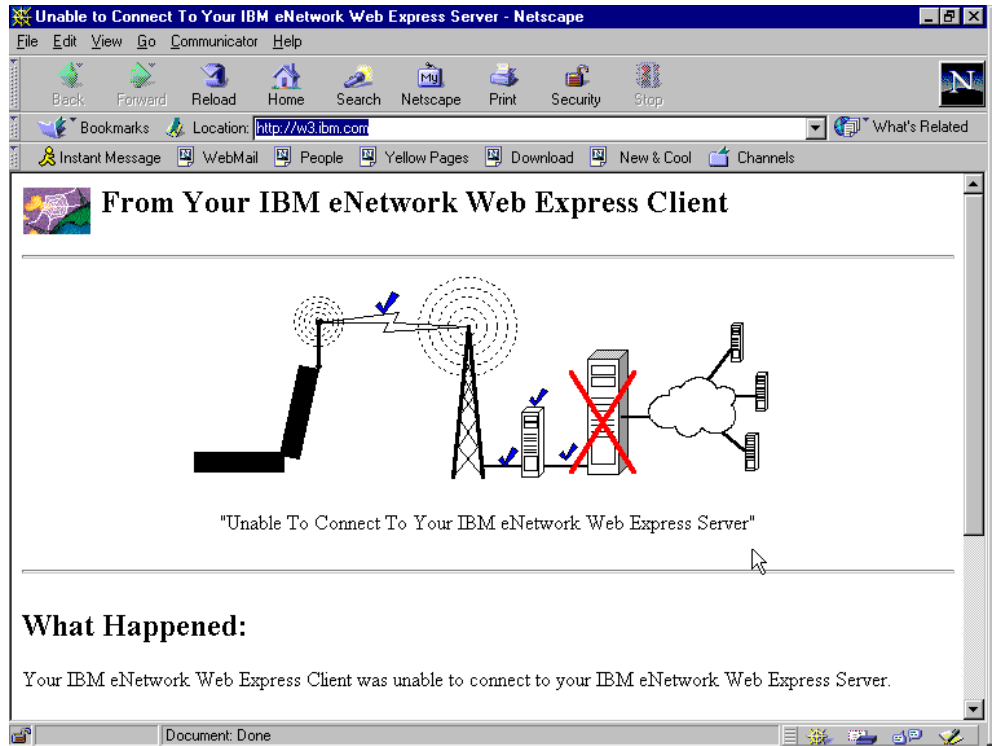 Unable to Connect To Your IBM eNetwork Web Express Server - Netscape
File Edit View Go Communicator Help
Back Forward Reload Home Search Netscape Print Security Stop
My
N
Bookmarks Location: http://w3.ibm.com What's Related
Instant Message WebMail People Yellow Pages Download New & Cool Channels
From Your IBM eNetwork Web Express Client
"Unable To Connect To Your IBM eNetwork Web Express Server"
What Happened:
Your IBM eNetwork Web Express Client was unable to connect to your IBM eNetwork Web Express Server.
Document: Done